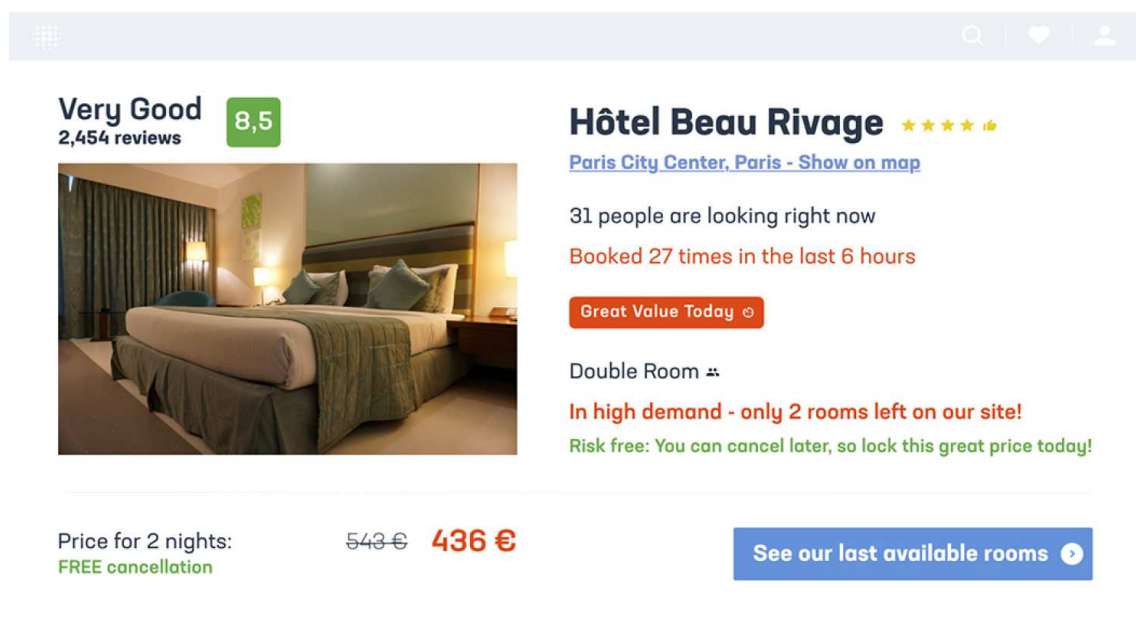 Very Good
2,454 reviews
8,5
Hôtel Beau Rivage
Paris City Center, Paris - Show on map
31 people are looking right now
Booked 27 times in the last 6 hours
Great Value Today
Double Room
In high demand - only 2 rooms left on our site!
Risk free: You can cancel later, so lock this great price today!
Price for 2 nights:
543 € 436 €
FREE cancellation
See our last available rooms